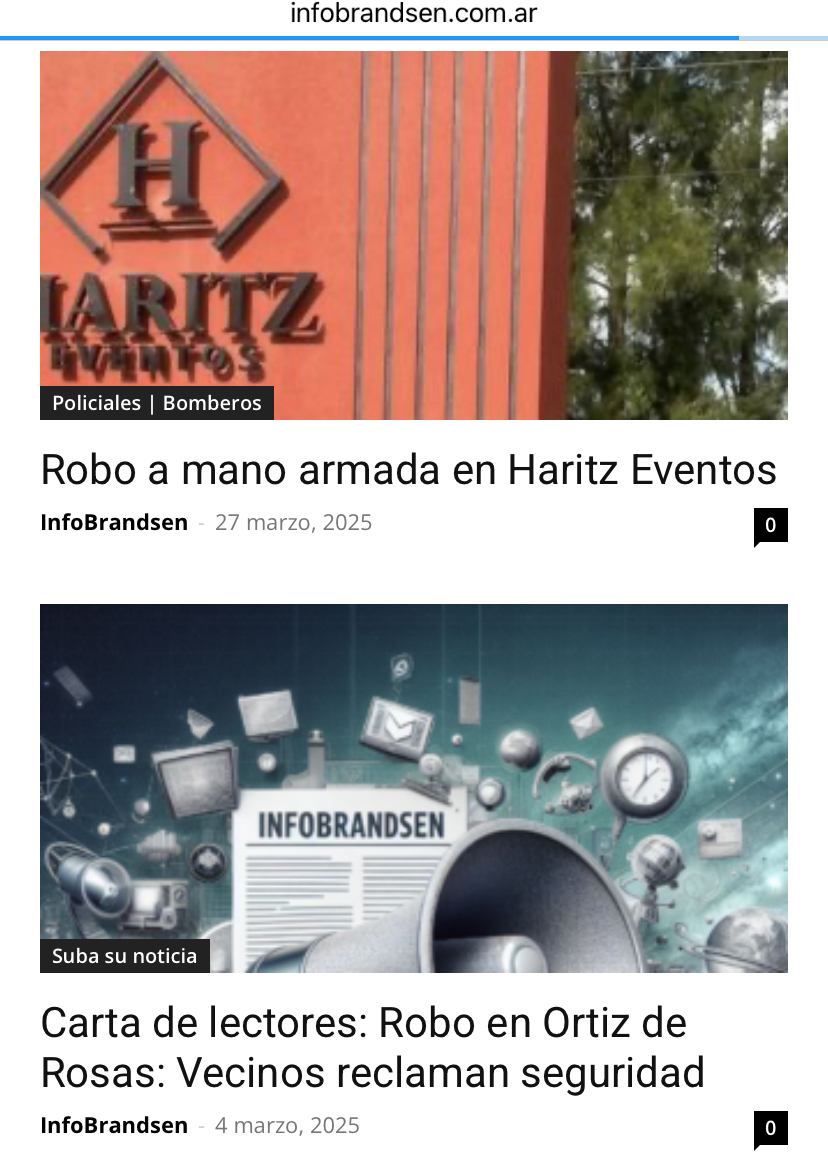 infobrandsen.com.ar
H
HARITZ
EVENTOS
Policiales | Bomberos
Robo a mano armada en Haritz Eventos
InfoBrandsen - 27 marzo, 2025
0
INFOBRANDSEN
Suba su noticia
Carta de lectores: Robo en Ortiz de
Rosas: Vecinos reclaman seguridad
InfoBrandsen - 4 marzo, 2025
0